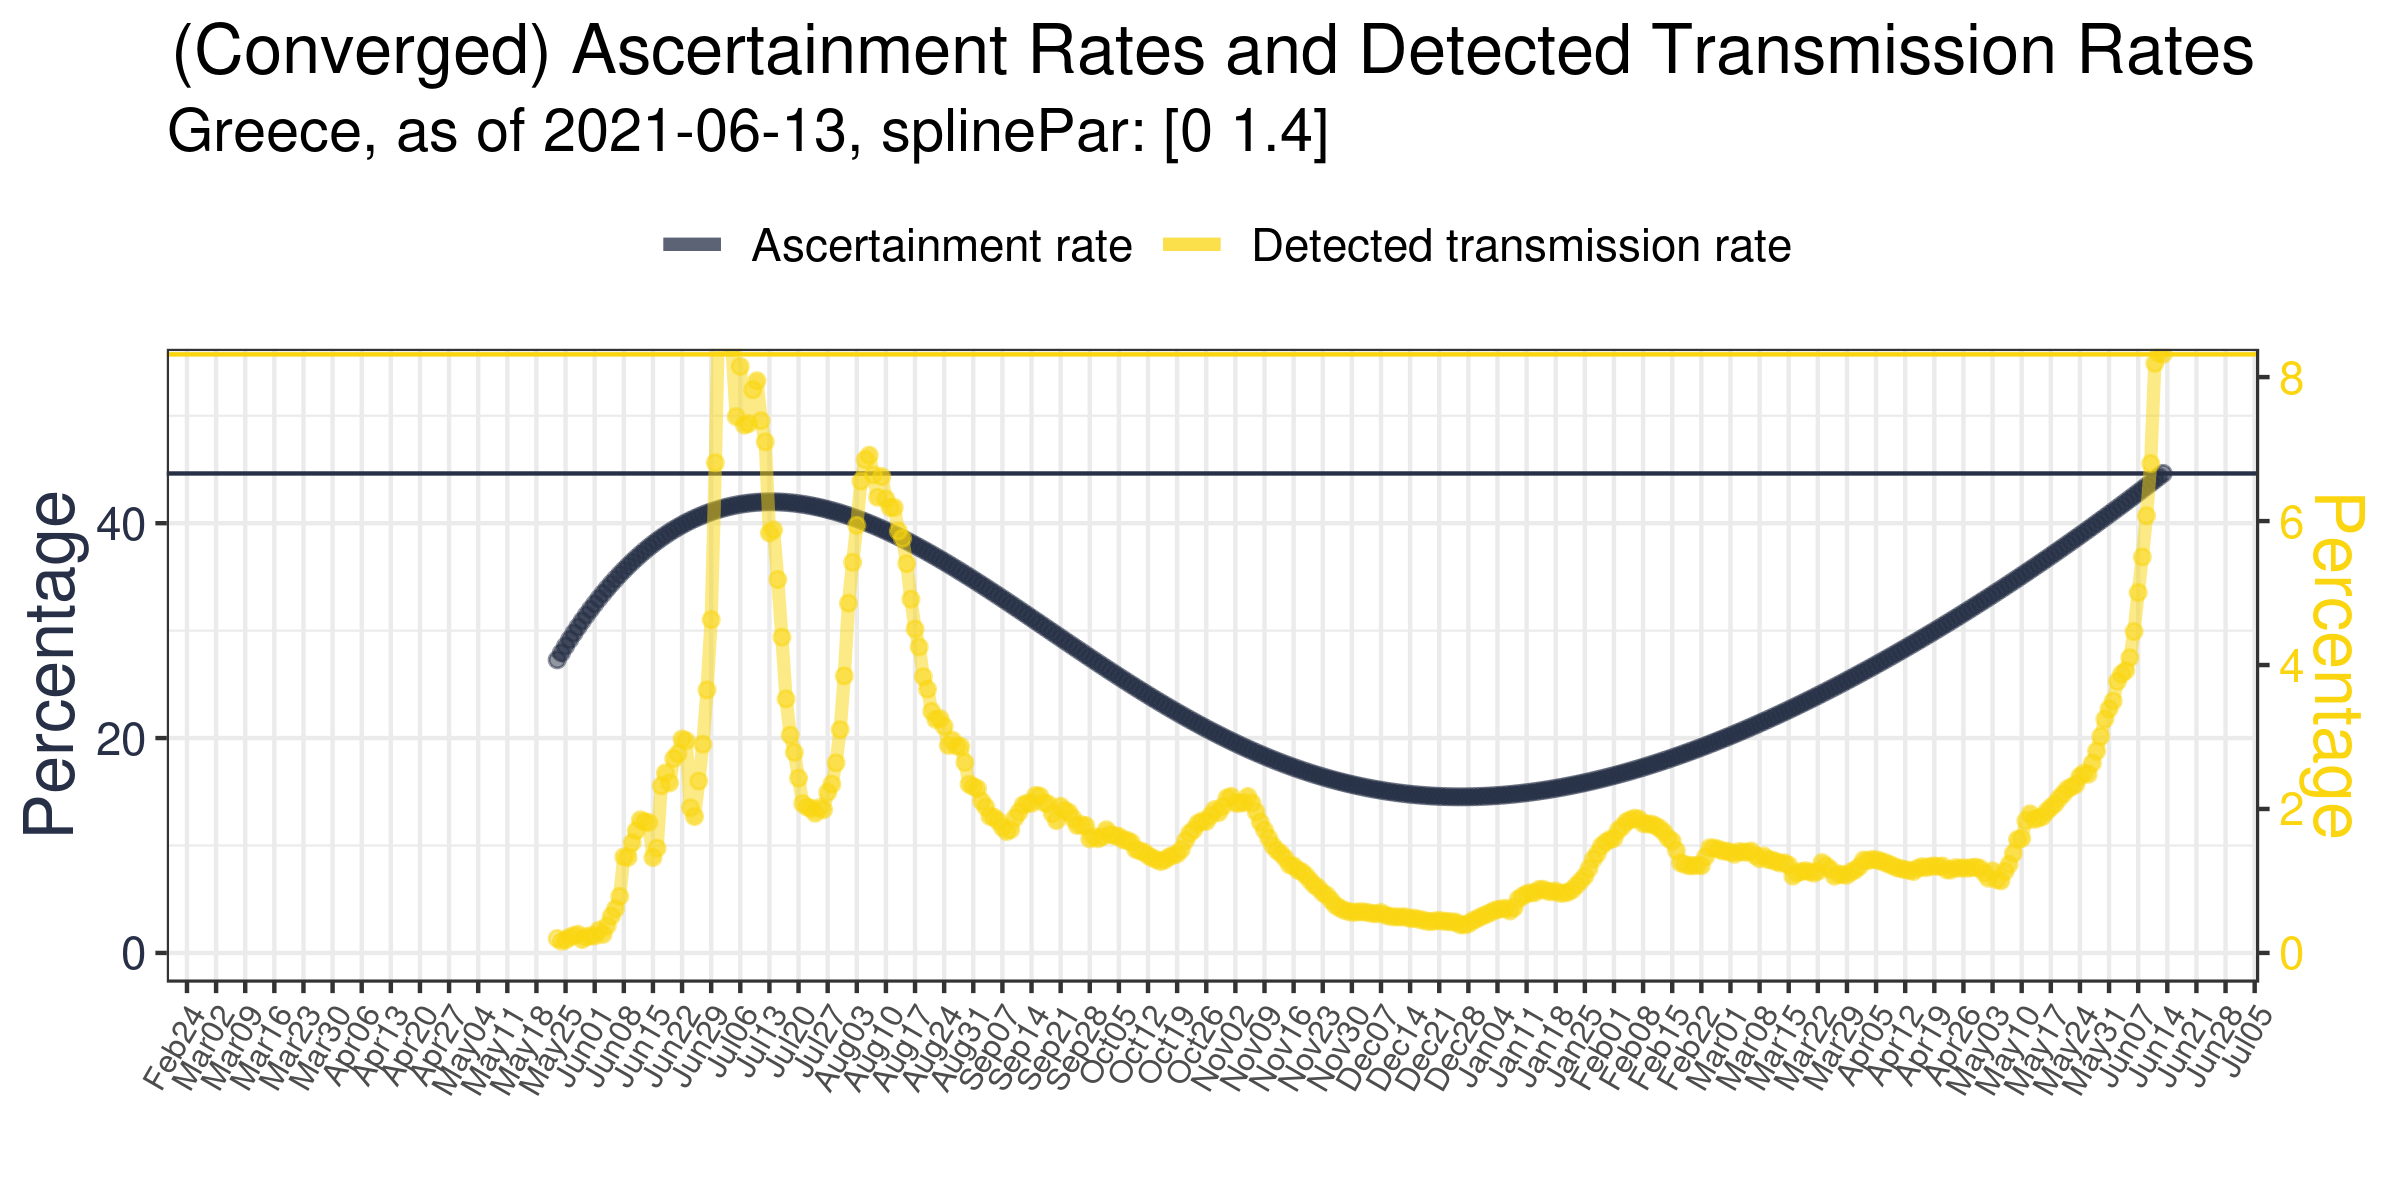 (Converged) Ascertainment Rates and Detected Transmission Rates
Greece, as of 2021-06-13, splinePar: [0 1.4]
Ascertainment rate
Detected transmission rate
Percentage
40
20
0
8
6
4
2
0
Percentage
Feb24
Mar02
Mar09
Mar16
Mar23
Mar30
Apr06
Apr13
Apr20
Apr27
May04
May11
May18
May25
Jun01
Jun08
Jun15
Jun22
Jun29
Jul06
Jul13
Jul20
Jul27
Aug03
Aug10
Aug17
Aug24
Aug31
Sep07
Sep14
Sep21
Sep28
Oct05
Oct12
Oct19
Oct26
Nov02
Nov09
Nov16
Nov23
Nov30
Dec07
Dec14
Dec21
Dec28
Jan04
Jan11
Jan18
Jan25
Feb01
Feb08
Feb15
Feb22
Mar01
Mar08
Mar15
Mar22
Mar29
Apr05
Apr12
Apr19
Apr26
May03
May10
May17
May24
May31
Jun07
Jun14
Jun21
Jun28
Jul05